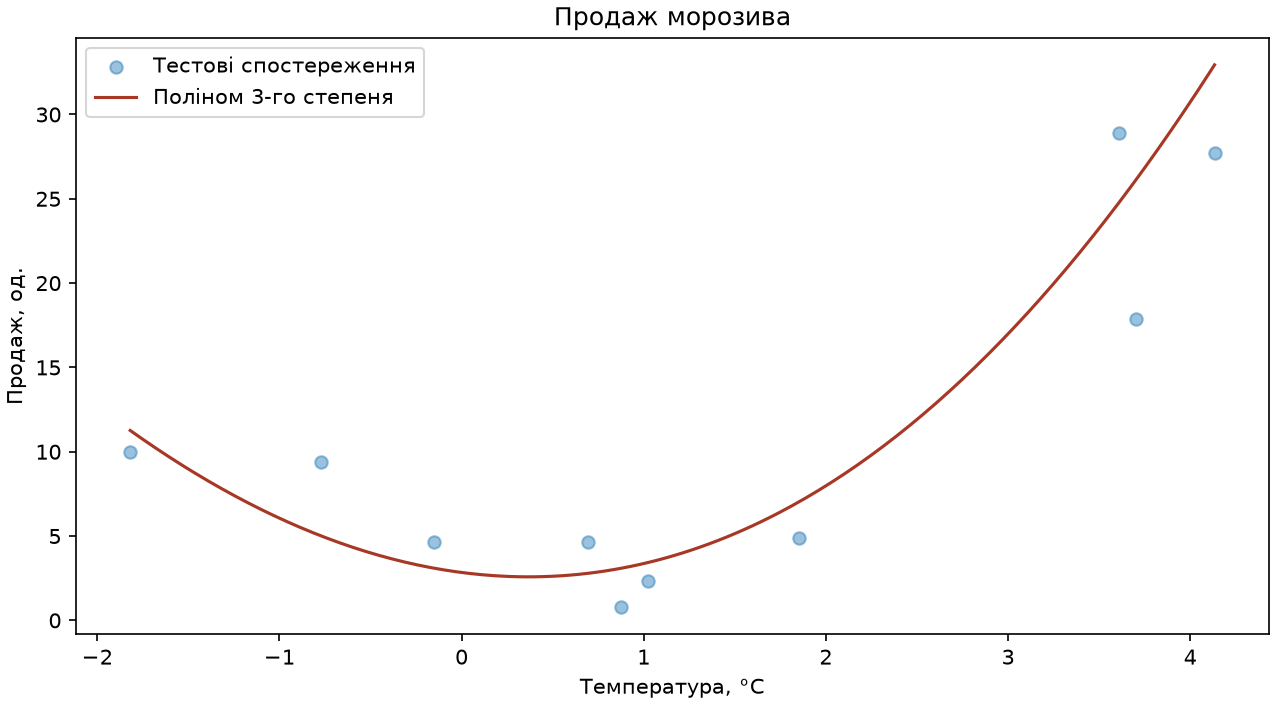 Продаж морозива
Тестові спостереження
Поліном 3-го степеня
Продаж, од.
30
25
20
15
10
5
0
−2
−1
0
1
2
3
4
Температура, °C